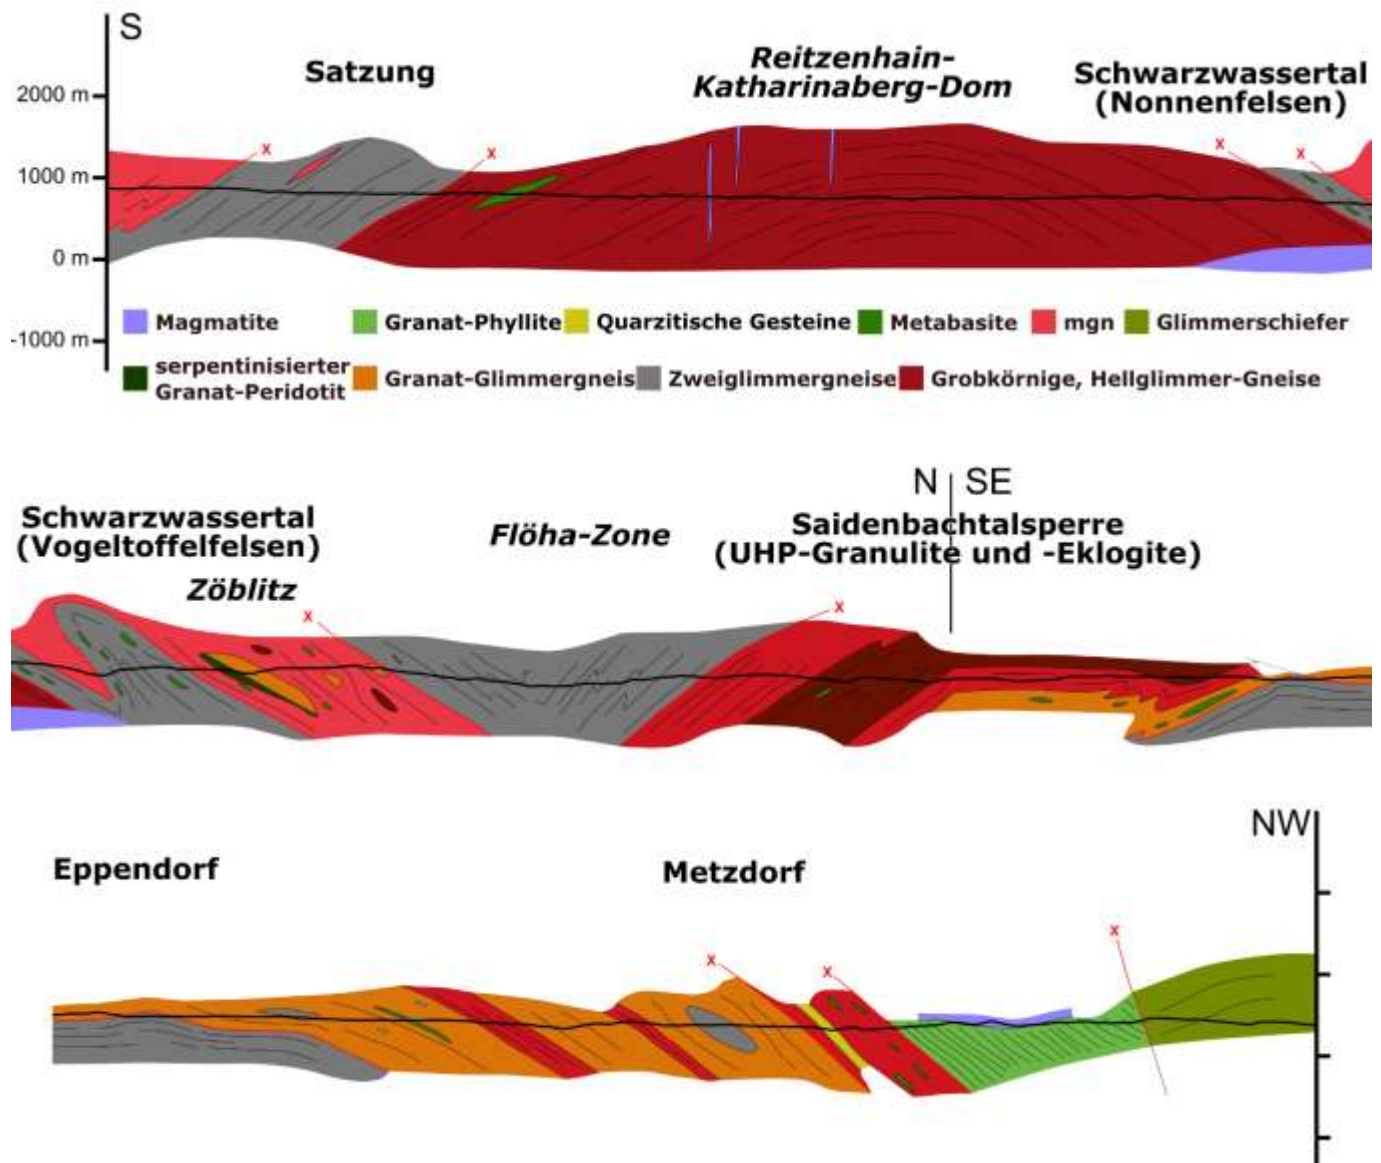 S
Satzung
Reitzenhain-
Katharinaberg-Dom
Schwarzwassertal
(Nonnenfelsen)
2000 m
x
x
x
x
1000 m
0 m
-1000 m
Magmatite
Granat-Phyllite
Quarzitische Gesteine
Metabasite
mgn
Glimmerschiefer
serpentinisierter
Granat-Peridotit
Granat-Glimmergneis
Zweiglimmergneise
Grobkörnige, Hellglimmer-Gneise
N
SE
Schwarzwassertal
(Vogeltoffelfelsen)
Zöblitz
Flöha-Zone
Saidenbachtalsperre
(UHP-Granulite und -Eklogite)
x
x
NW
Eppendorf
Metzdorf
x
x
x